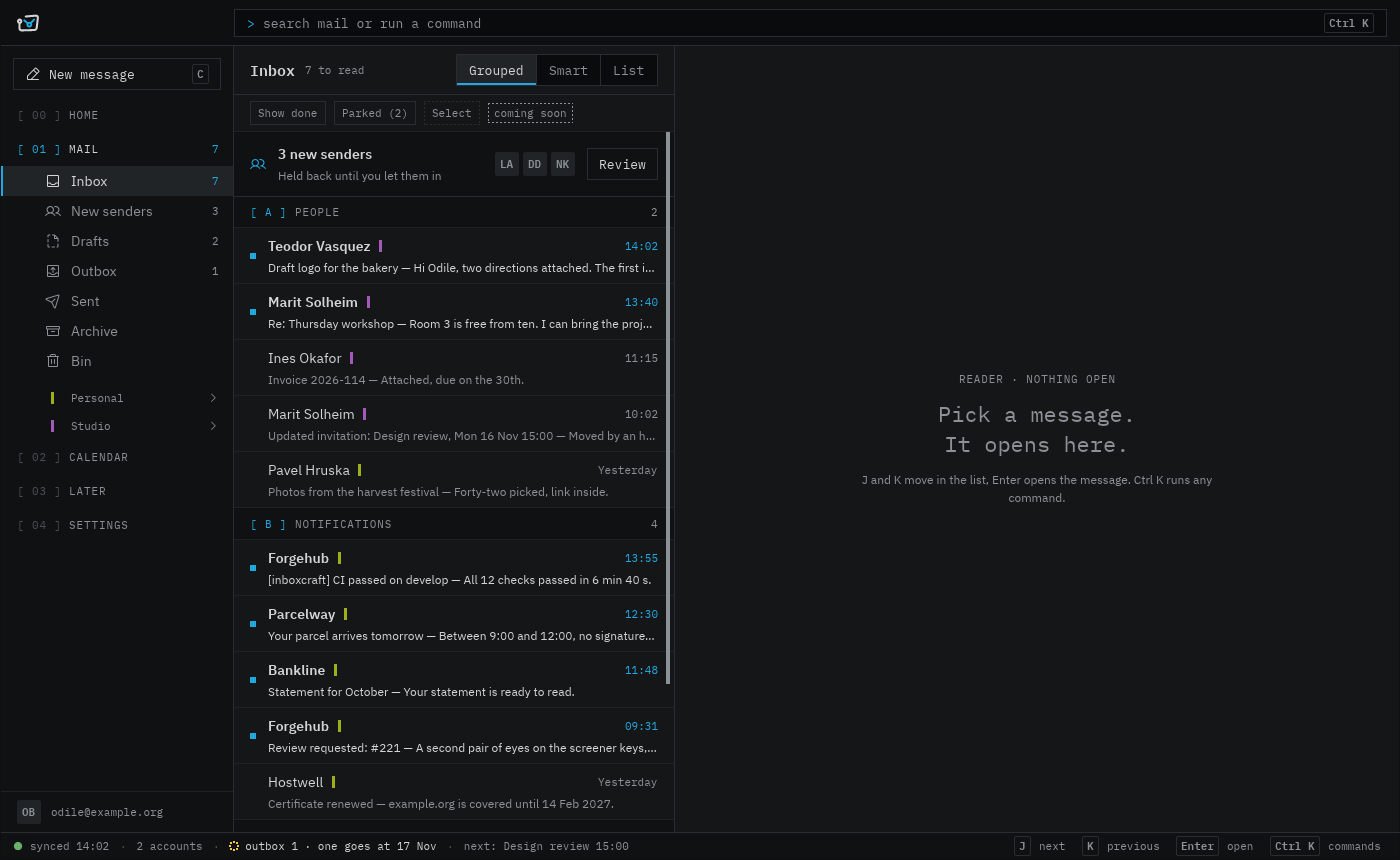 > search mail or run a command
Ctrl K
New message
C
[ 00 ] HOME
[ 01 ] MAIL 7
Inbox 7
New senders 3
Drafts 2
Outbox 1
Sent
Archive
Bin
Personal
Studio
[ 02 ] CALENDAR
[ 03 ] LATER
[ 04 ] SETTINGS
OB odile@example.org
Inbox 7 to read
Grouped Smart List
Show done Parked (2) Select coming soon
3 new senders
Held back until you let them in
LA DD NK Review
[ A ] PEOPLE 2
Teodor Vasquez 14:02
Draft logo for the bakery — Hi Odile, two directions attached. The first i…
Marit Solheim 13:40
Re: Thursday workshop — Room 3 is free from ten. I can bring the proj…
Ines Okafor 11:15
Invoice 2026-114 — Attached, due on the 30th.
Marit Solheim 10:02
Updated invitation: Design review, Mon 16 Nov 15:00 — Moved by an h…
Pavel Hruska Yesterday
Photos from the harvest festival — Forty-two picked, link inside.
[ B ] NOTIFICATIONS 4
Forgehub 13:55
[inboxcraft] CI passed on develop — All 12 checks passed in 6 min 40 s.
Parcelway 12:30
Your parcel arrives tomorrow — Between 9:00 and 12:00, no signature…
Bankline 11:48
Statement for October — Your statement is ready to read.
Forgehub 09:31
Review requested: #221 — A second pair of eyes on the screener keys,…
Hostwell Yesterday
Certificate renewed — example.org is covered until 14 Feb 2027.
READER · NOTHING OPEN
Pick a message.
It opens here.
J and K move in the list, Enter opens the message. Ctrl K runs any
command.
synced 14:02 · 2 accounts · outbox 1 · one goes at 17 Nov · next: Design review 15:00
J next K previous Enter open Ctrl K commands